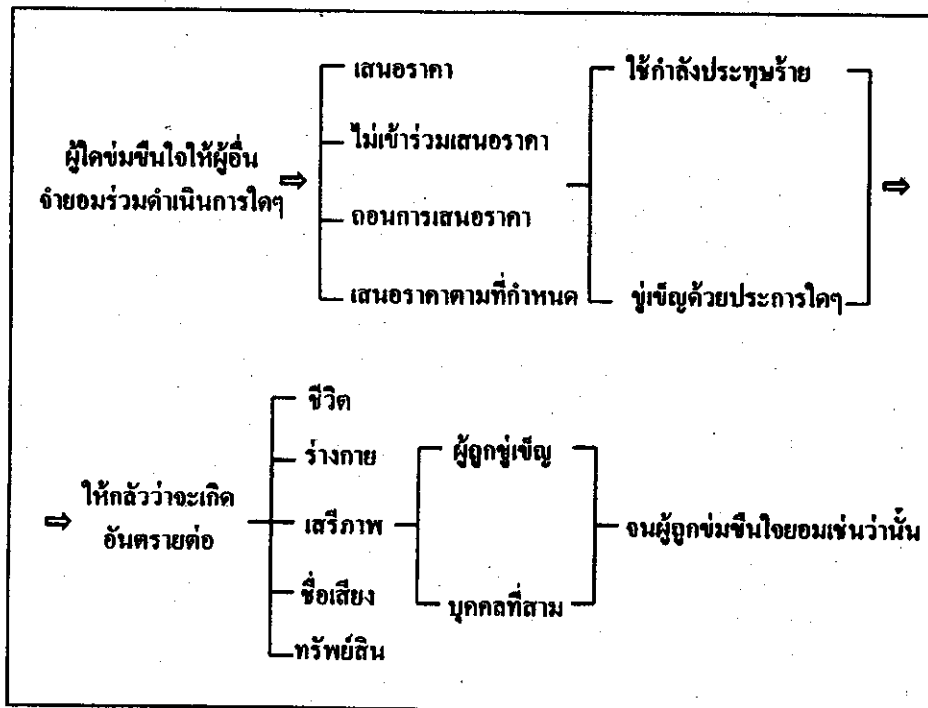 ผู้ใดข่มขืนใจให้ผู้อื่น
จำยอมร่วมดำเนินการใดๆ
⇒
เสนอราคา
ไม่เข้าร่วมเสนอราคา
ถอนการเสนอราคา
เสนอราคาตามที่กำหนด
ใช้กำลังประทุษร้าย
ขู่เข็ญด้วยประการใดๆ
⇒
⇒
ให้กลัวว่าจะเกิด
อันตรายต่อ
ชีวิต
ร่างกาย
เสรีภาพ
ชื่อเสียง
ทรัพย์สิน
ผู้ถูกขู่เข็ญ
บุคคลที่สาม
จนผู้ถูกข่มขืนใจยอมเช่นว่านั้น